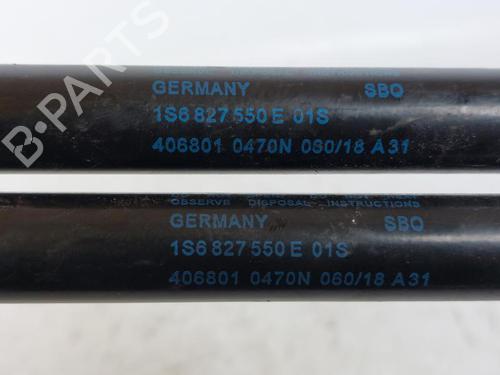 GERMANY SBO
1S6 827 550 E 01S
406801 0470N 060/18 A31
OBSERVE DISPOSAL INSTRUCTIONS
GERMANY SBO
1S6 827 550 E 01S
406801 0470N 060/18 A31
B-PARTS